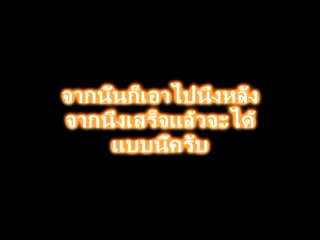 จากนั้นก็เอาไปนึ่งหลัง
จากนึ่งเสร็จแล้วจะได้
แบบนี้ครับ